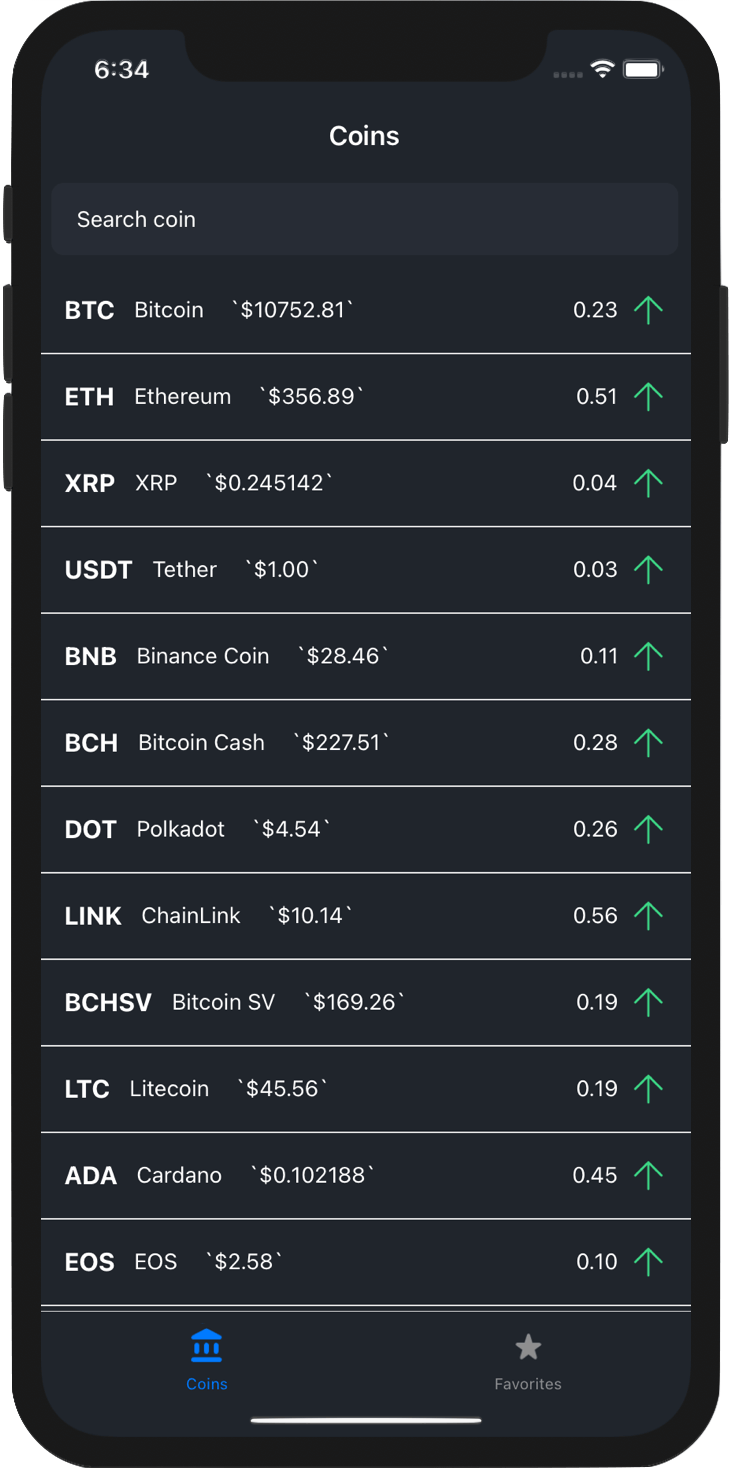 6:34
Coins
Search coin
BTC Bitcoin `$10752.81` 0.23
ETH Ethereum `$356.89` 0.51
XRP XRP `$0.245142` 0.04
USDT Tether `$1.00` 0.03
BNB Binance Coin `$28.46` 0.11
BCH Bitcoin Cash `$227.51` 0.28
DOT Polkadot `$4.54` 0.26
LINK ChainLink `$10.14` 0.56
BCHSV Bitcoin SV `$169.26` 0.19
LTC Litecoin `$45.56` 0.19
ADA Cardano `$0.102188` 0.45
EOS EOS `$2.58` 0.10
Coins Favorites